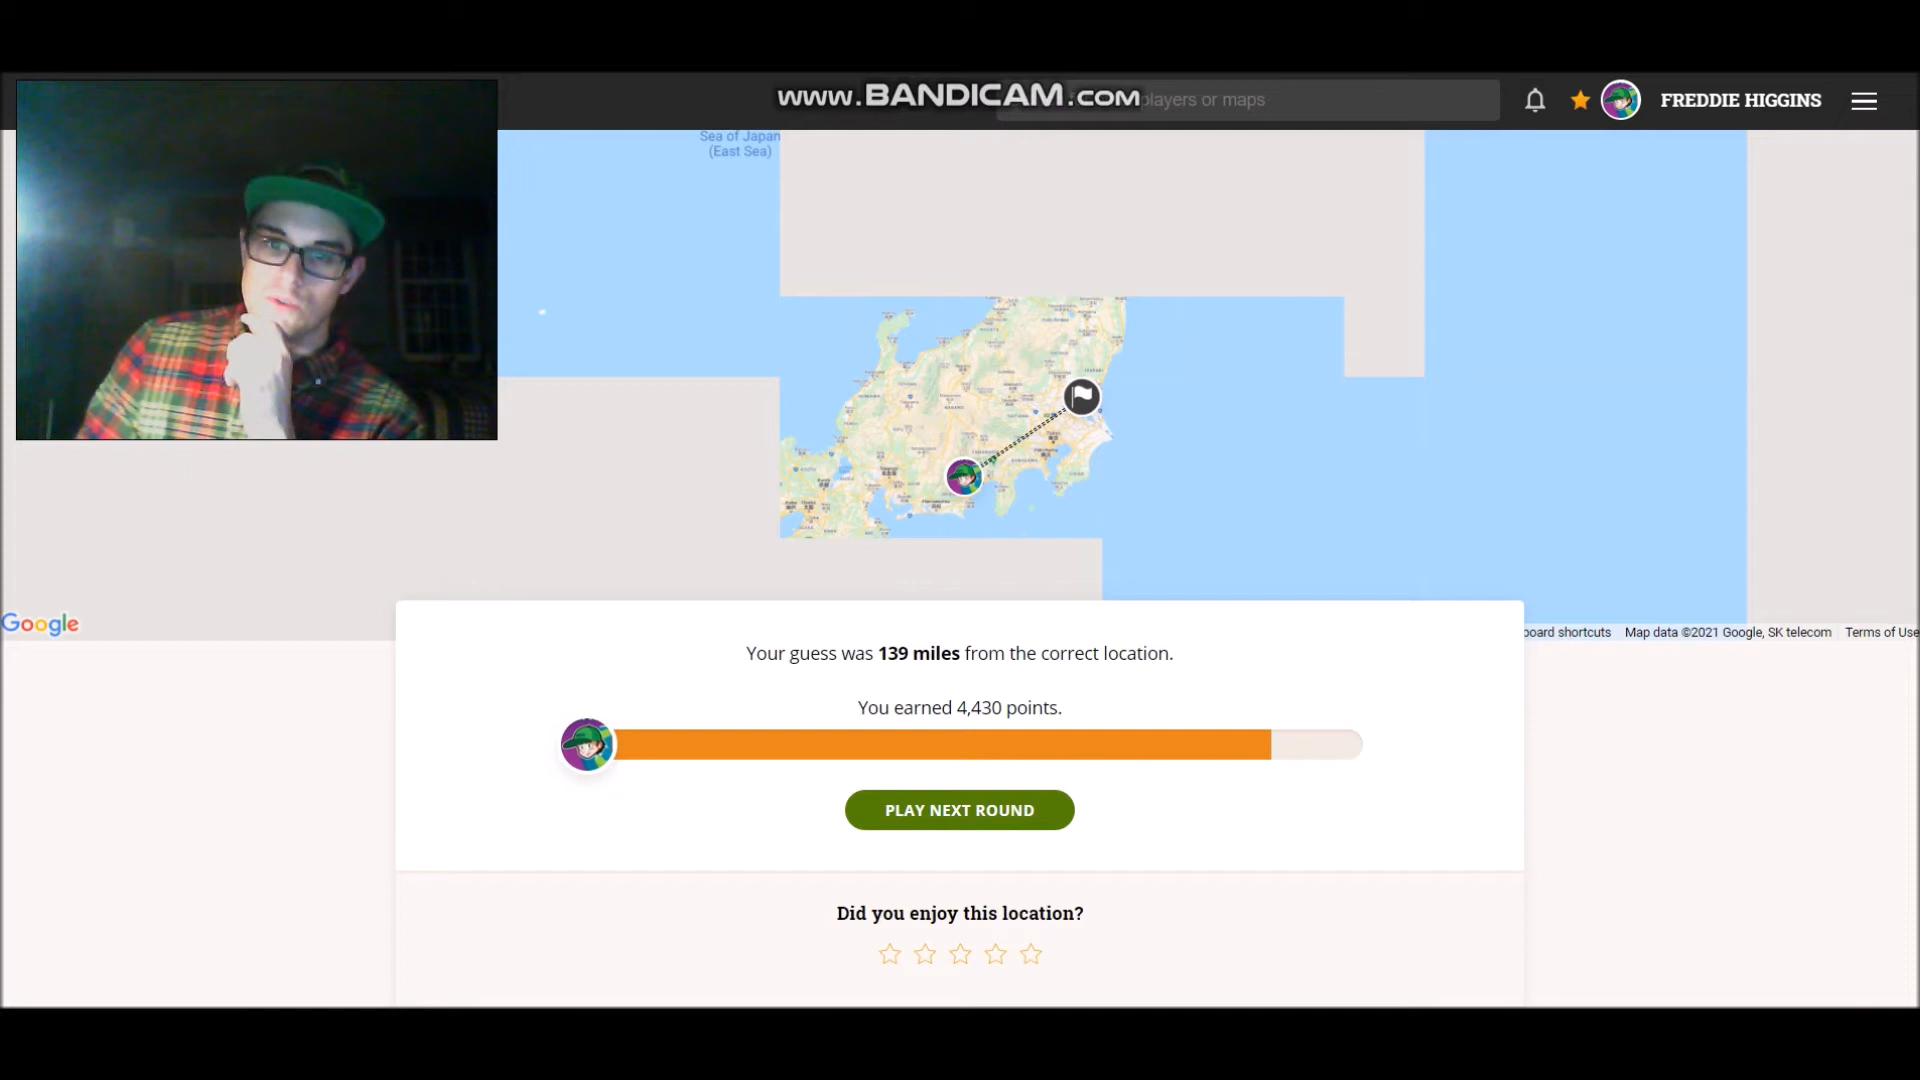 www.BANDICAM.com
players or maps
FREDDIE HIGGINS
Sea of Japan
(East Sea)
Google
board shortcuts
Map data ©2021 Google, SK telecom
Terms of Use
Your guess was 139 miles from the correct location.
You earned 4,430 points.
PLAY NEXT ROUND
Did you enjoy this location?